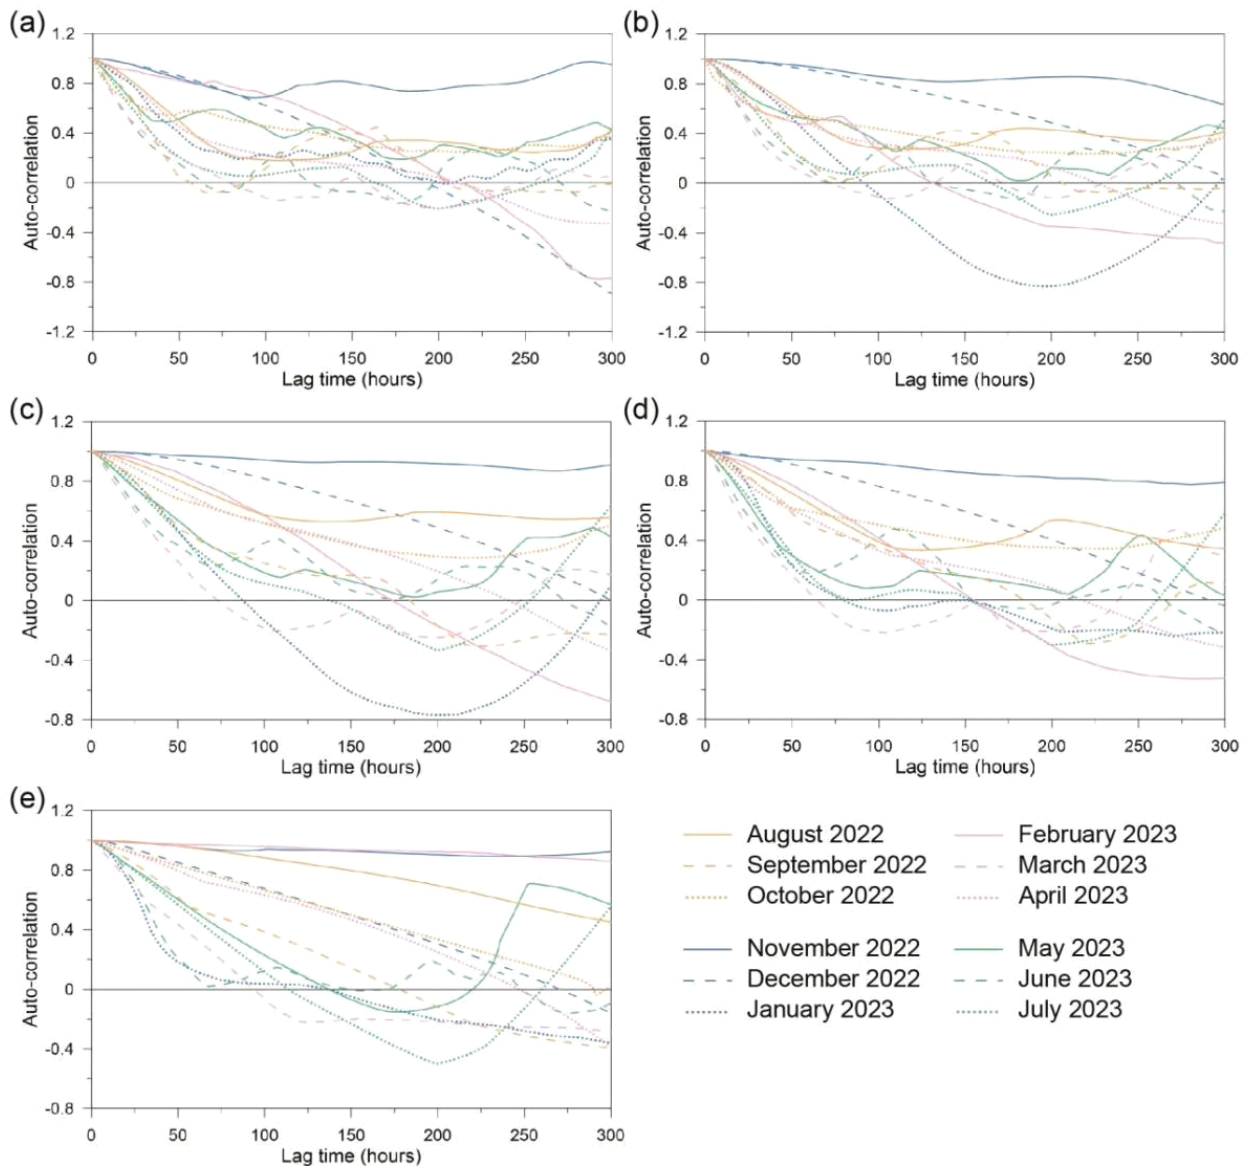 (a)
1.2
0.8
0.4
0
-0.4
-0.8
-1.2
Auto-correlation
0 50 100 150 200 250 300
Lag time (hours)
(b)
1.2
0.8
0.4
0
-0.4
-0.8
-1.2
Auto-correlation
0 50 100 150 200 250 300
Lag time (hours)
(c)
1.2
0.8
0.4
0
-0.4
-0.8
Auto-correlation
0 50 100 150 200 250 300
Lag time (hours)
(d)
1.2
0.8
0.4
0
-0.4
-0.8
Auto-correlation
0 50 100 150 200 250 300
Lag time (hours)
(e)
1.2
0.8
0.4
0
-0.4
-0.8
Auto-correlation
0 50 100 150 200 250 300
Lag time (hours)
August 2022
September 2022
October 2022
November 2022
December 2022
January 2023
February 2023
March 2023
April 2023
May 2023
June 2023
July 2023